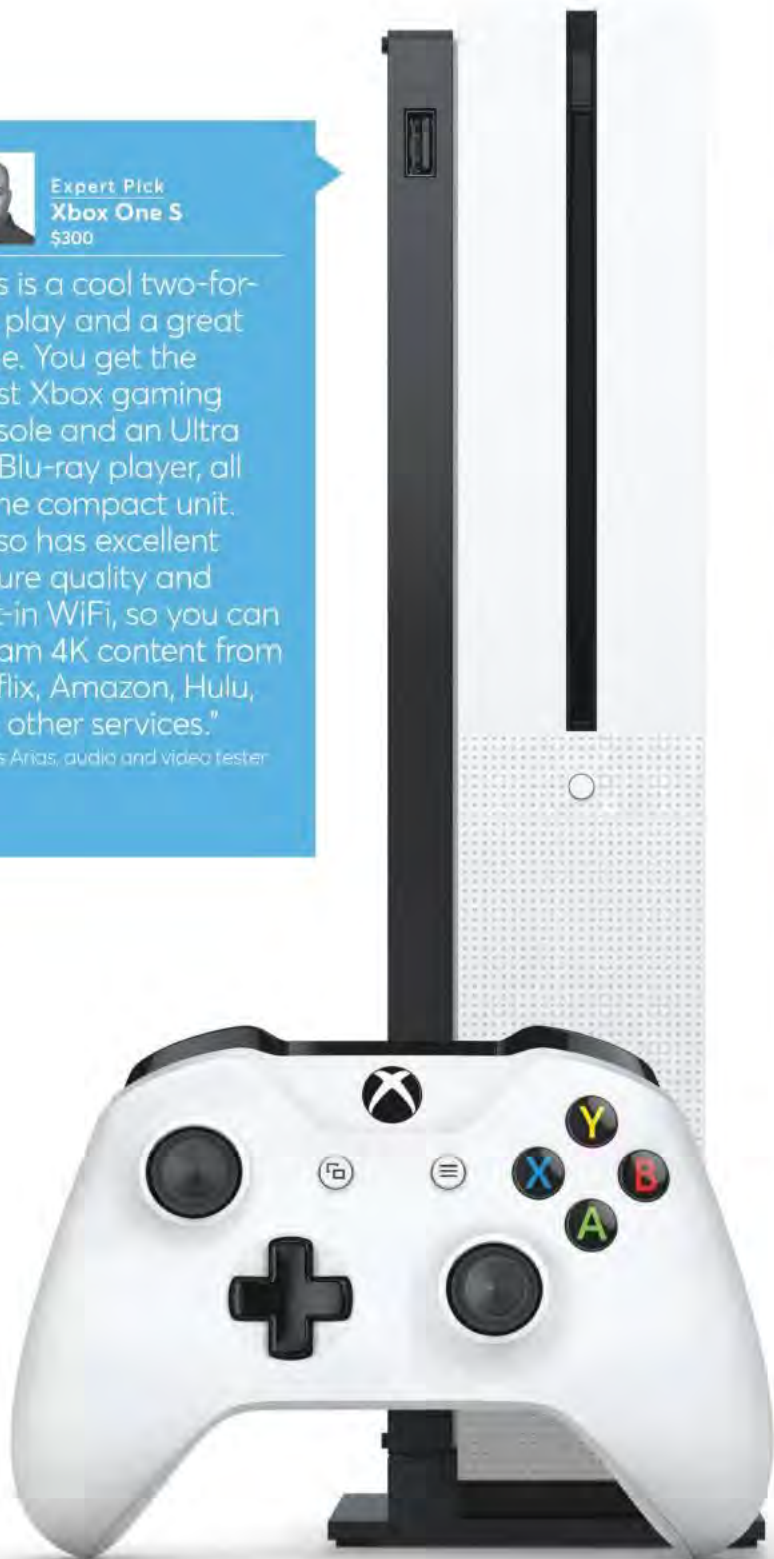 Expert Pick
Xbox One S
$300
s is a cool two-for-
play and a great
e. You get the
st Xbox gaming
sole and an Ultra
Blu-ray player, all
ne compact unit.
so has excellent
ure quality and
t-in WiFi, so you can
am 4K content from
flix, Amazon, Hulu,
other services."
s Arias, audio and video tester
Y
X B
A